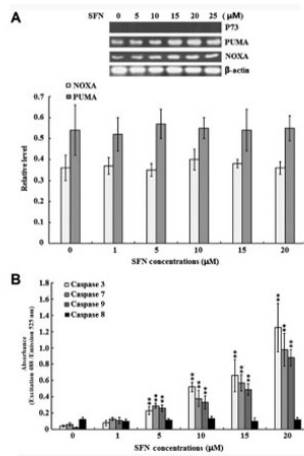 A
SFN 0 5 10 15 20 25 (μM)
P73
PUMA
NOXA
β-actin
NOXA
PUMA
Relative level
0.7
0.6
0.5
0.4
0.3
0.2
0.1
0
0 1 5 10 15 20
SFN concentrations (μM)
B
Caspase 3
Caspase 7
Caspase 9
Caspase 8
Absorbance
(Excitation 488 /Emission 525 nm)
1.8
1.6
1.4
1.2
1.0
0.8
0.6
0.4
0.2
0
** ** ** ** ** ** ** ** ** ** ** **
0 1 5 10 15 20
SFN concentrations (μM)